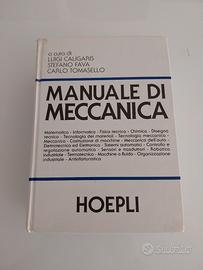 a cura di
LUIGI CALIGARIS
STEFANO FAVA
CARLO TOMASELLO
MANUALE DI
MECCANICA
Matematica - Informatica - Fisica tecnica - Chimica - Disegno
tecnico - Tecnologia dei materiali - Tecnologia meccanica -
Meccanica - Costruzione di macchine - Meccanica dell'auto -
Elettrotecnica ed Elettronica - Sistemi automatici - Controllo e
regolazione automatica - Sensori e trasduttori - Robotica
industriale - Termotecnica - Macchine a fluido - Organizzazione
industriale - Antinfortunistica
HOEPLI
subito